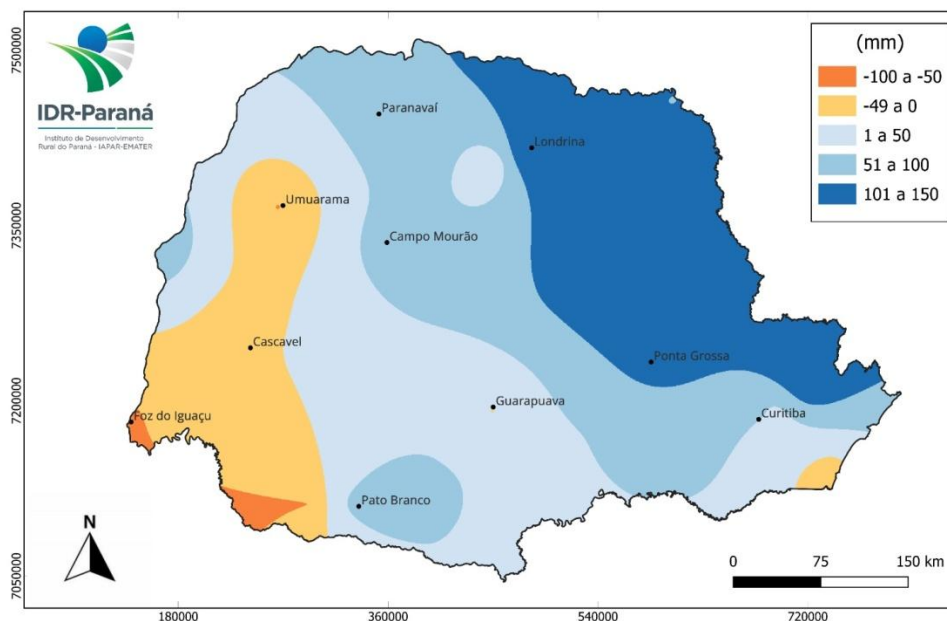 IDR-Paraná
Instituto de Desenvolvimento
Rural do Paraná - IAPAR-EMATER
(mm)
-100 a -50
-49 a 0
1 a 50
51 a 100
101 a 150
Paranavaí
Londrina
Umuarama
Campo Mourão
Cascavel
Ponta Grossa
Guarapuava
Foz do Iguaçu
Curitiba
Pato Branco
N
0 75 150 km
7500000
7350000
7200000
7050000
180000 360000 540000 720000